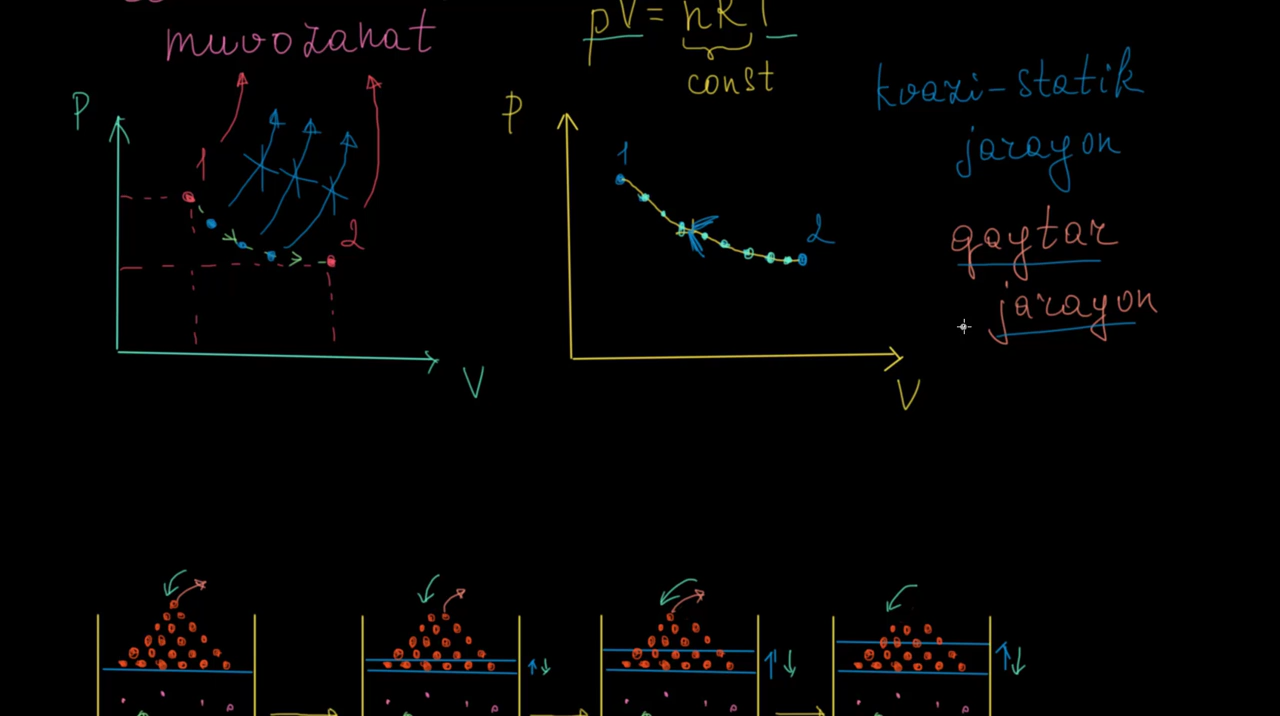 muvozanat
pV = nRT
const
P
1
2
V
P
1
2
V
kvazi-statik
jarayon
qaytar
jarayon